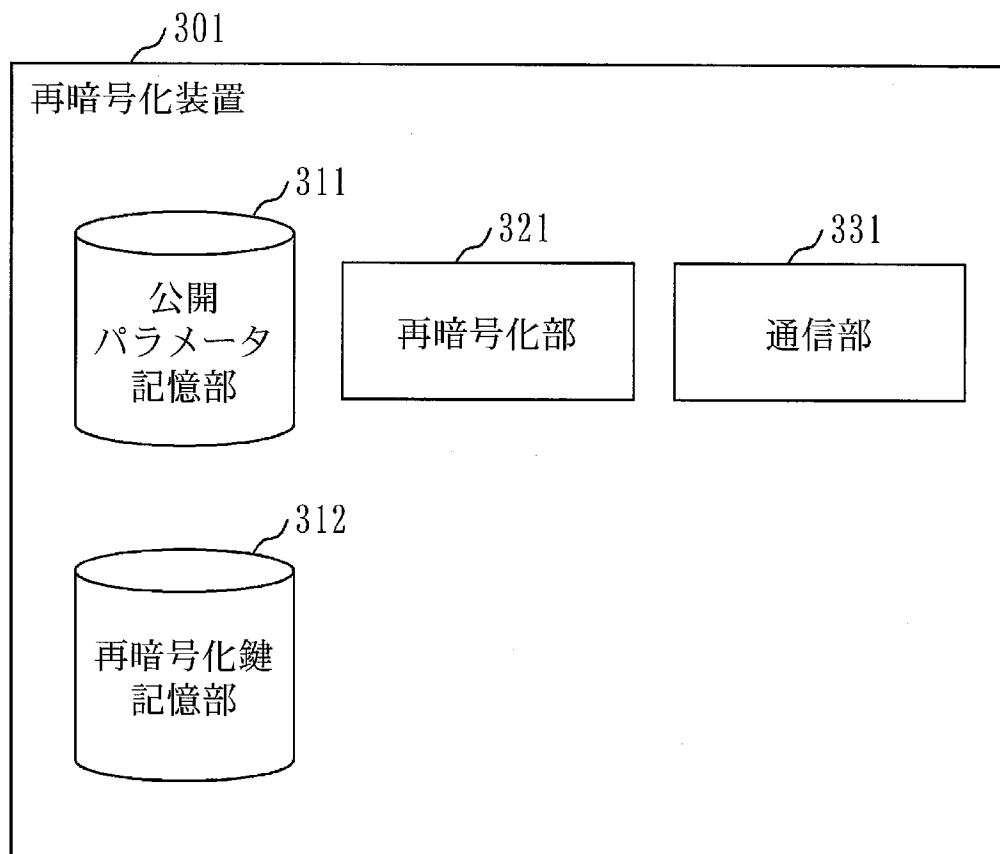 301
再暗号化装置
311
公開
パラメータ
記憶部
321
再暗号化部
331
通信部
312
再暗号化鍵
記憶部